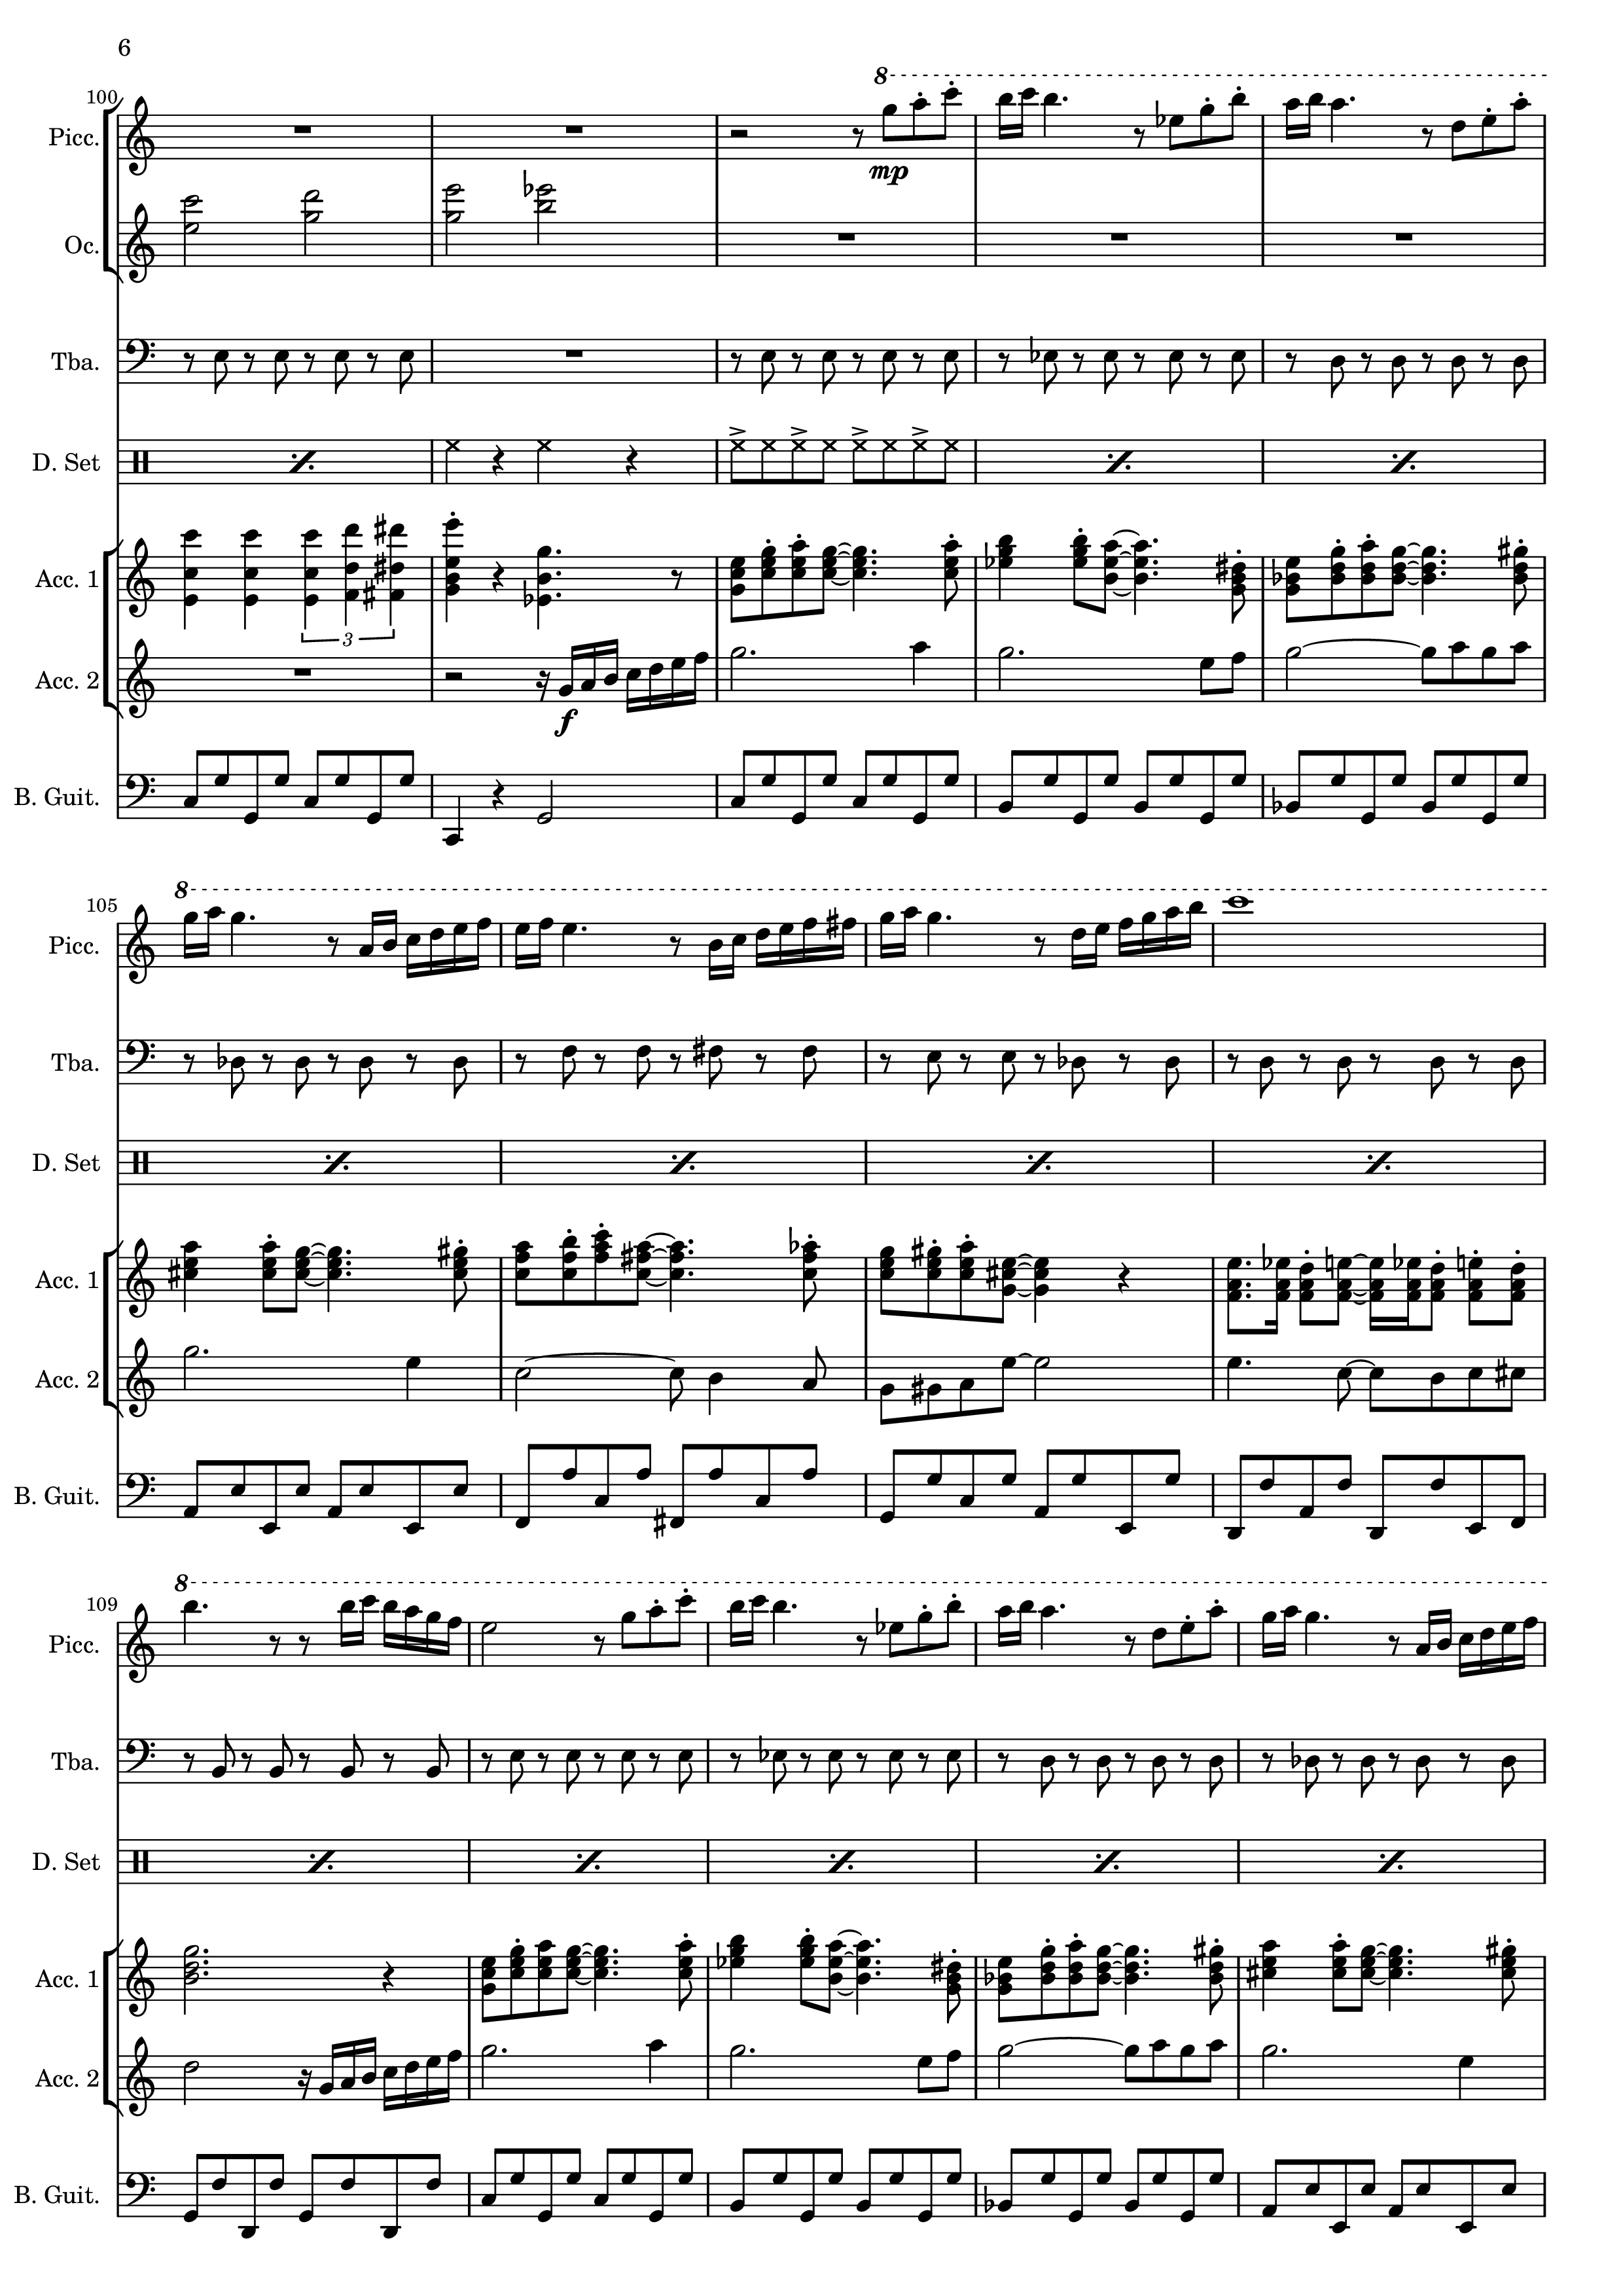 6
8
100
Picc.
mp
Oc.
Tba.
D. Set
Acc. 1
3
Acc. 2
f
B. Guit.
8
105
Picc.
Tba.
D. Set
Acc. 1
Acc. 2
B. Guit.
8
109
Picc.
Tba.
D. Set
Acc. 1
Acc. 2
B. Guit.